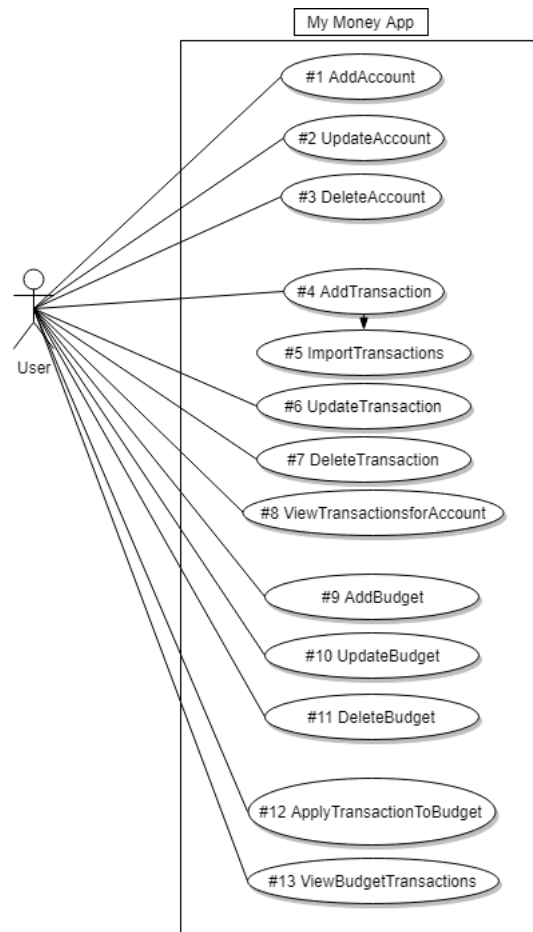 My Money App
#1 AddAccount
#2 UpdateAccount
#3 DeleteAccount
#4 AddTransaction
User
#5 ImportTransactions
#6 UpdateTransaction
#7 DeleteTransaction
#8 ViewTransactionsforAccount
#9 AddBudget
#10 UpdateBudget
#11 DeleteBudget
#12 ApplyTransactionToBudget
#13 ViewBudgetTransactions